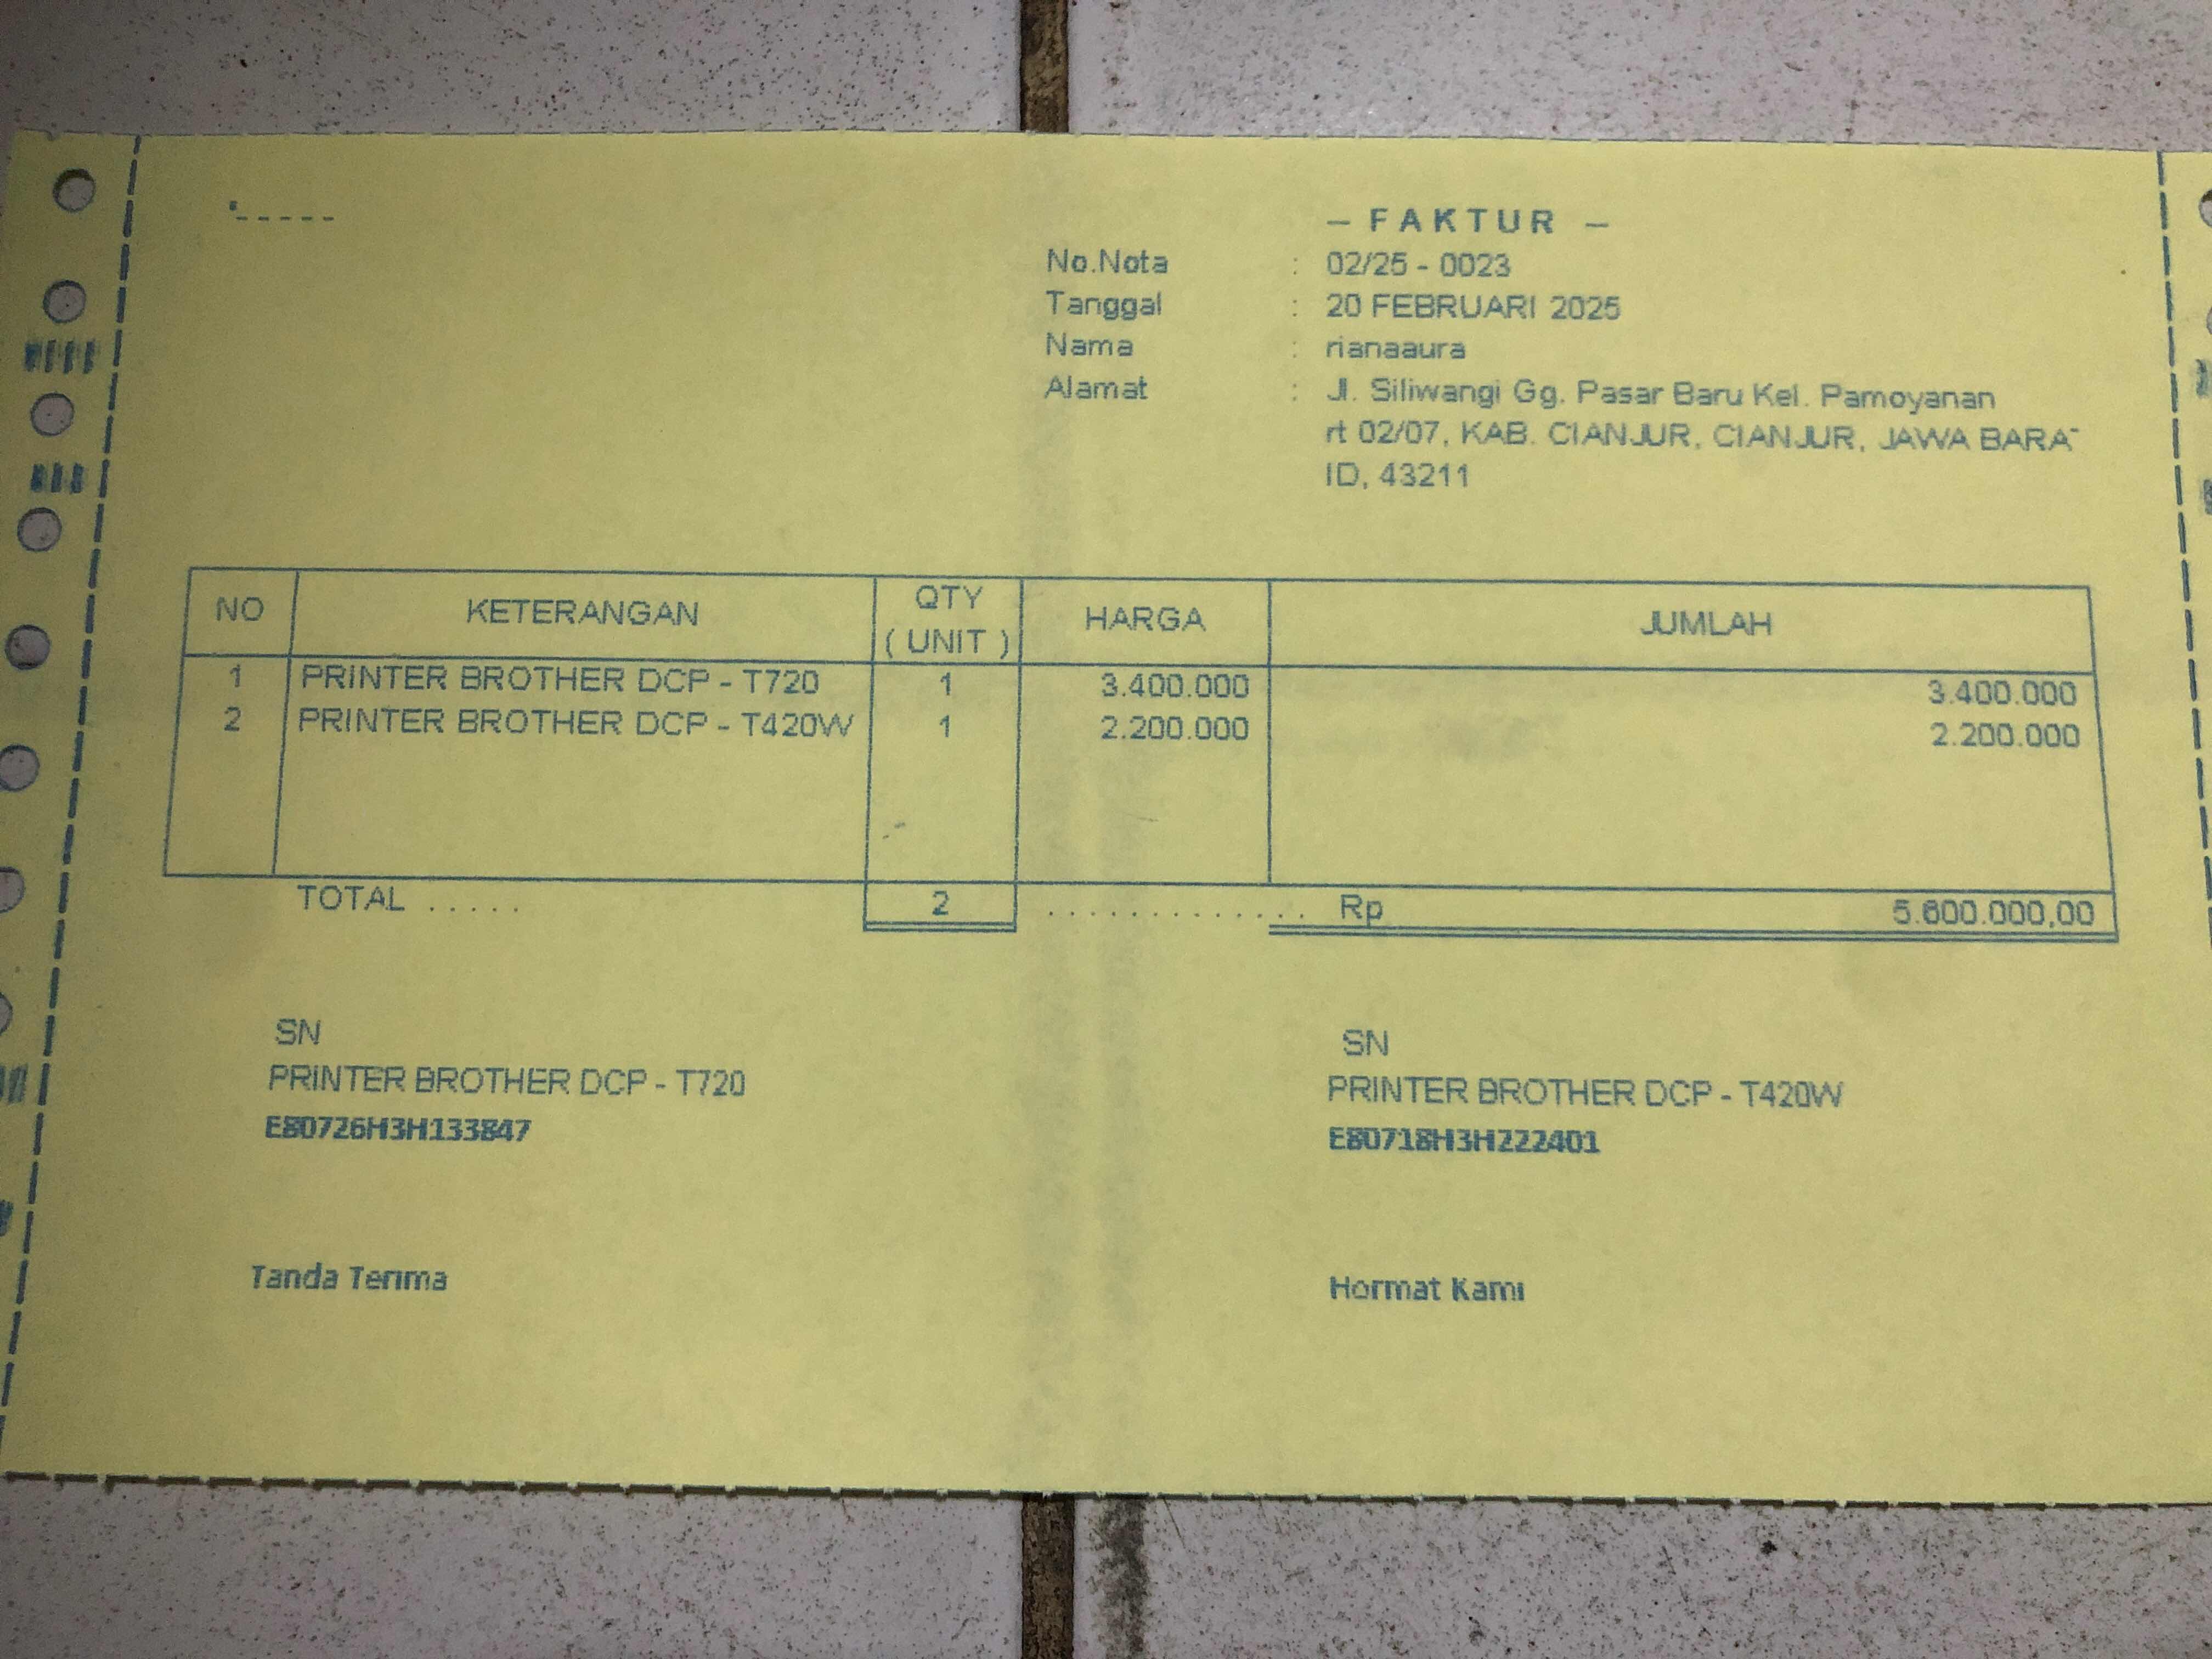 – FAKTUR –
No.Nota : 02/25 - 0023
Tanggal : 20 FEBRUARI 2025
Nama : rianaaura
Alamat : Jl. Siliwangi Gg. Pasar Baru Kel. Pamoyanan
rt 02/07, KAB. CIANJUR, CIANJUR, JAWA BARAT
ID, 43211
NO KETERANGAN QTY ( UNIT ) HARGA JUMLAH
1 PRINTER BROTHER DCP - T720 1 3.400.000 3.400.000
2 PRINTER BROTHER DCP - T420W 1 2.200.000 2.200.000
TOTAL ..... 2 ............. Rp 5.600.000,00
SN
PRINTER BROTHER DCP - T720
E80726H3H133847
SN
PRINTER BROTHER DCP - T420W
E80718H3H222401
Tanda Terima
Hormat Kami